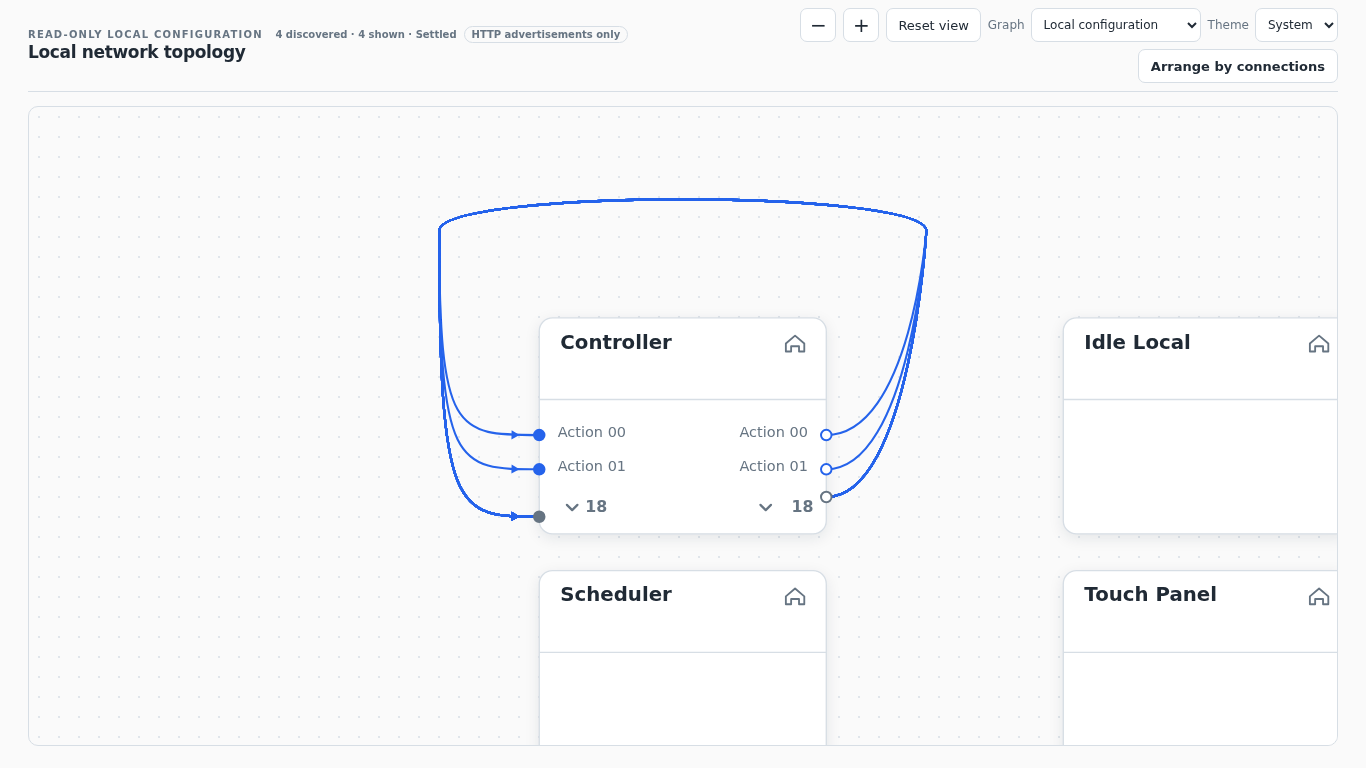 READ-ONLY LOCAL CONFIGURATION 4 discovered · 4 shown · Settled HTTP advertisements only
Local network topology
− + Reset view Graph Local configuration Theme System
Arrange by connections
Controller
Action 00 Action 00
Action 01 Action 01
18 18
Idle Local
Scheduler
Touch Panel